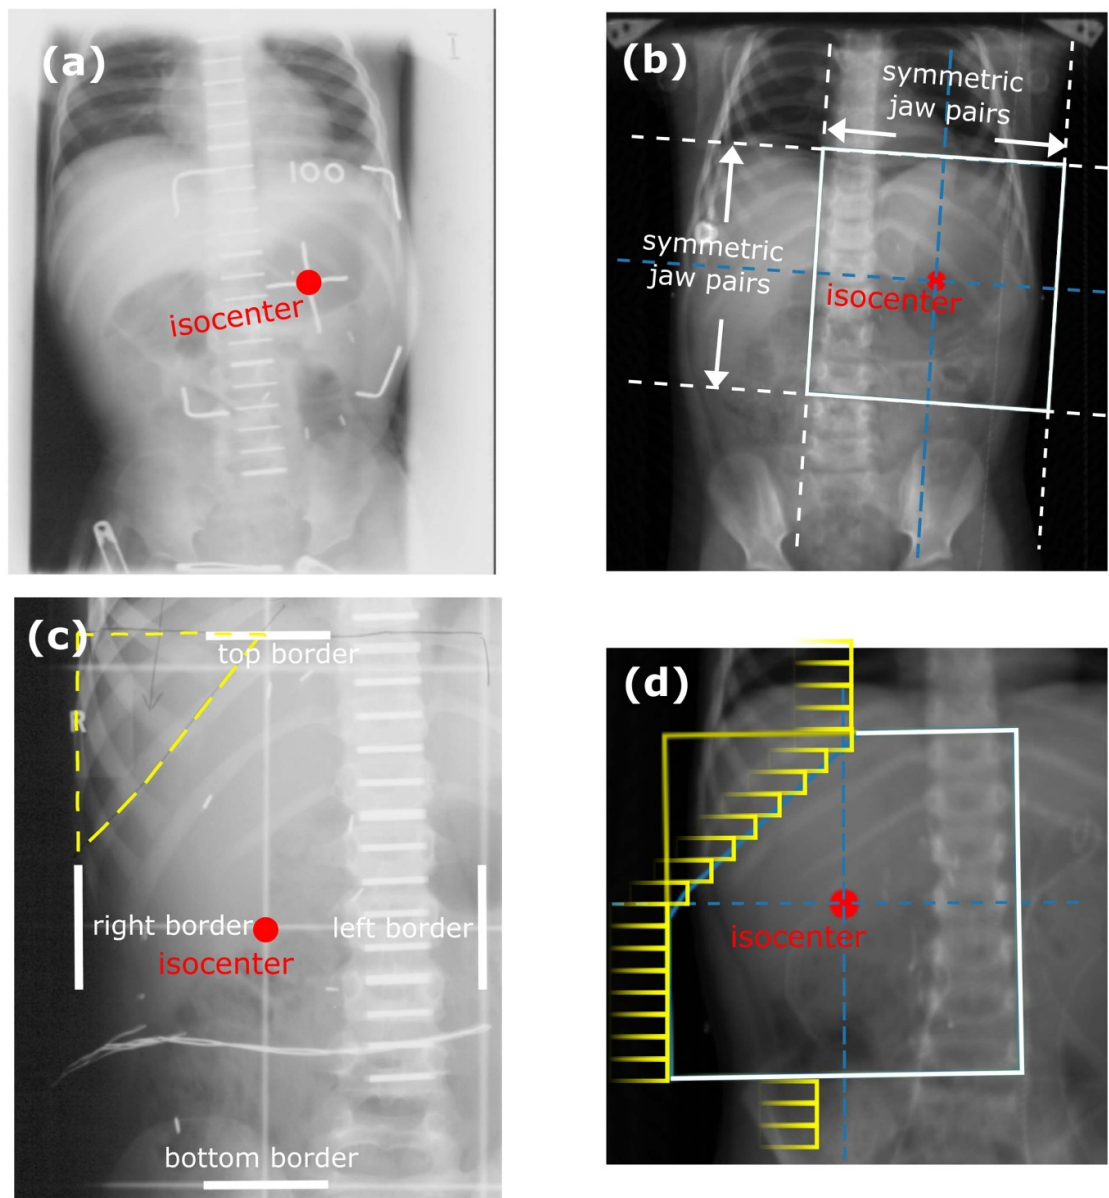 (a)
I
100
isocenter
(b)
symmetric
jaw pairs
symmetric
jaw pairs
isocenter
(c)
top border
R
right border
left border
isocenter
bottom border
(d)
isocenter